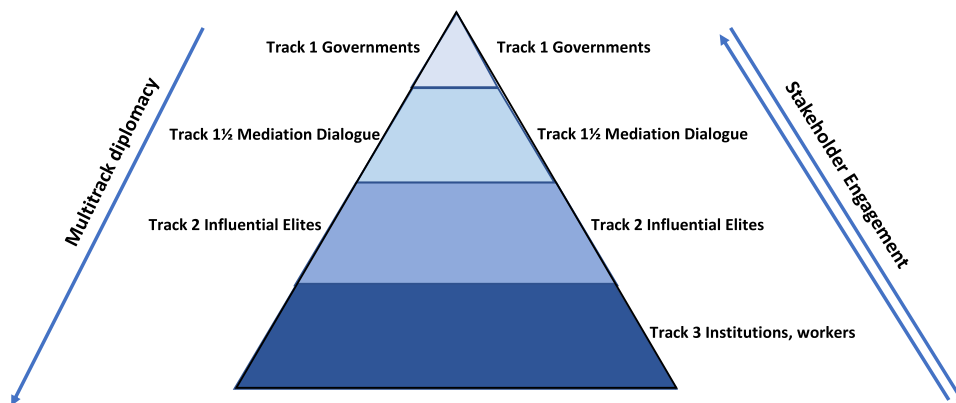 Track 1 Governments
Track 1 Governments
Multitrack diplomacy
Stakeholder Engagement
Track 1½ Mediation Dialogue
Track 1½ Mediation Dialogue
Track 2 Influential Elites
Track 2 Influential Elites
Track 3 Institutions, workers